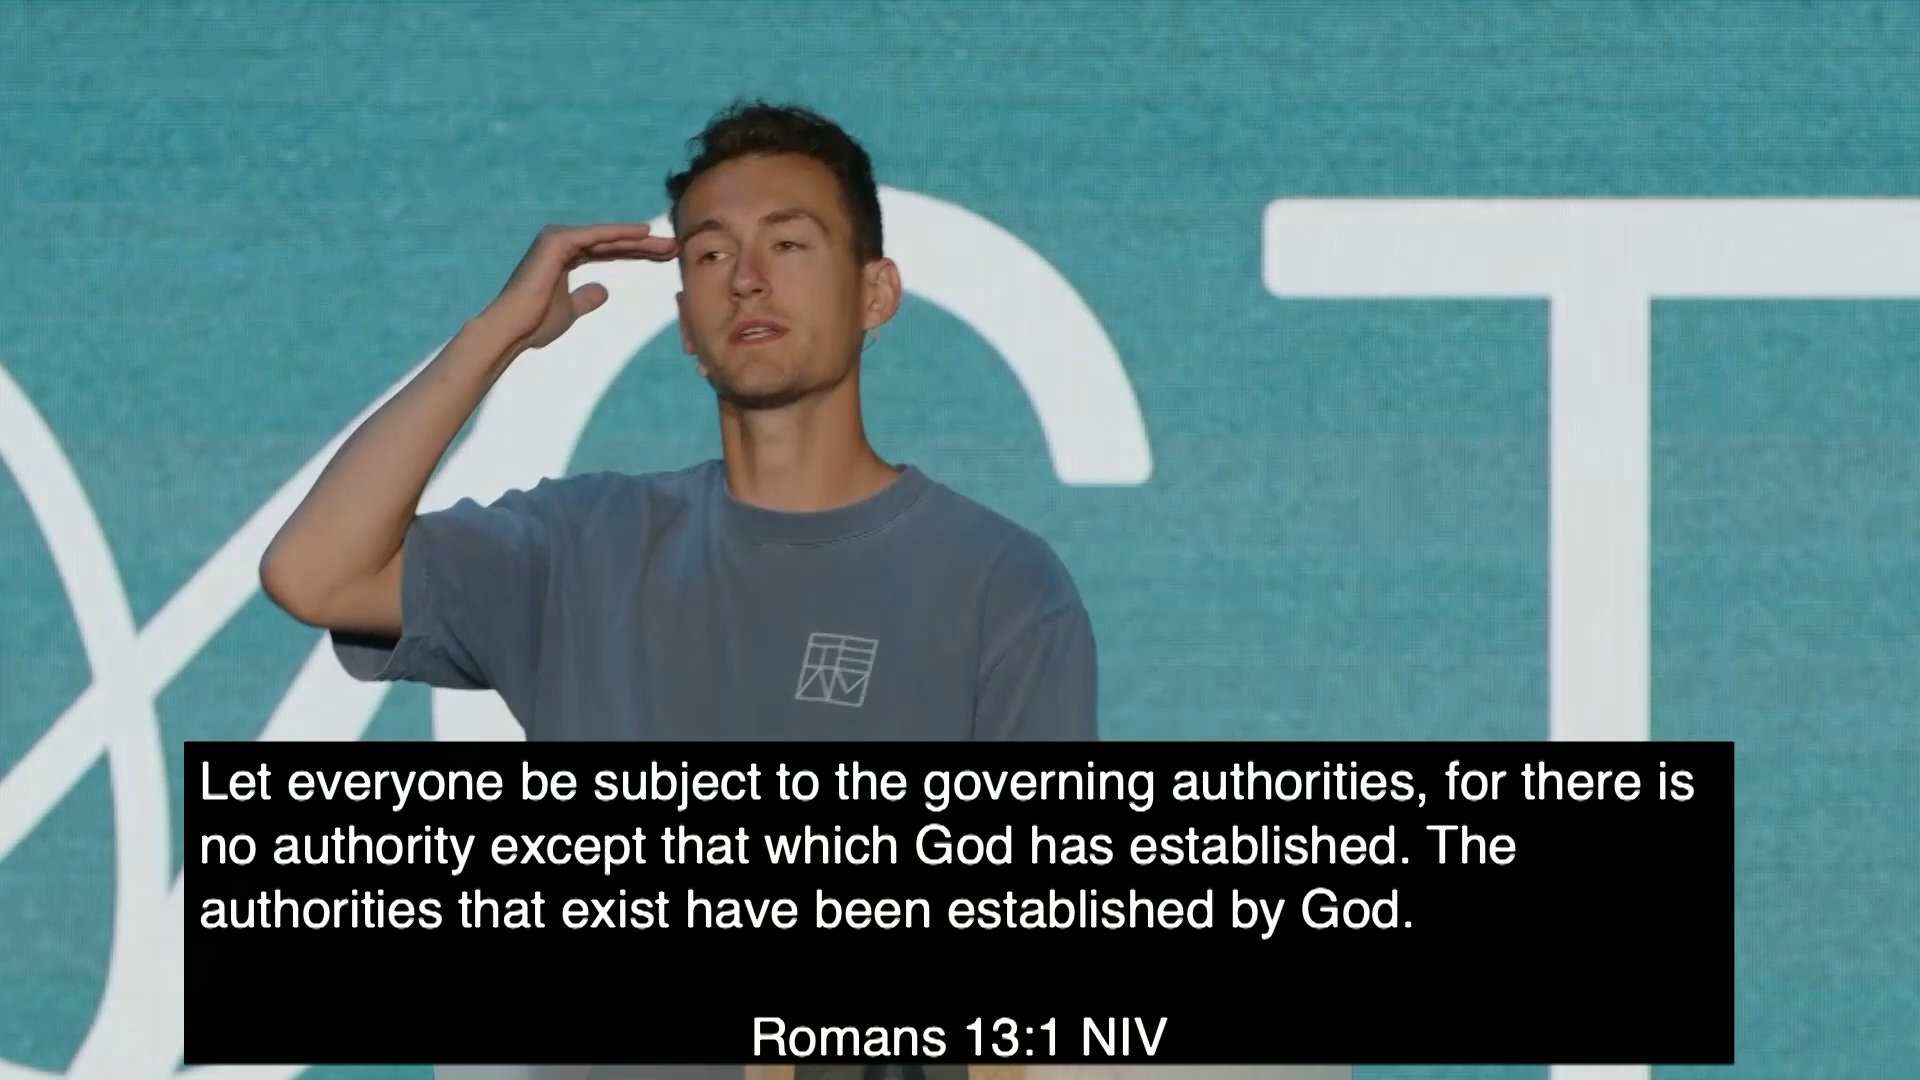 CT
Let everyone be subject to the governing authorities, for there is
no authority except that which God has established. The
authorities that exist have been established by God.
Romans 13:1 NIV